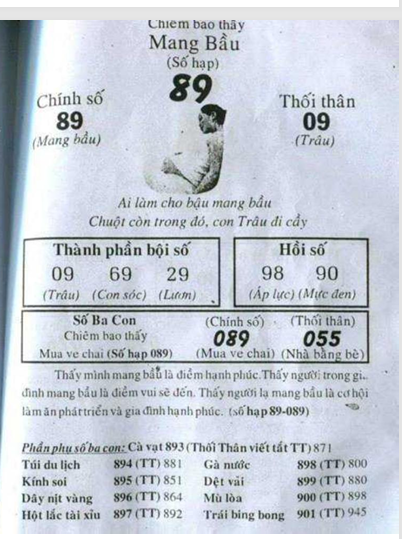 Chiêm bao thấy
Mang Bầu
(Số hạp)
89
Chính số
89
(Mang bầu)
Thối thân
09
(Trâu)
Ai làm cho bậu mang bầu
Chuột còn trong đó, con Trâu đi cầy
Thành phần bội số
09 69 29
(Trâu) (Con sóc) (Lươn)
Hồi số
98 90
(Áp lực) (Mực đen)
Số Ba Con (Chính số) (Thối thân)
Chiêm bao thấy 089 055
Mua ve chai (Số hạp 089) (Mua ve chai) (Nhà bằng bè)
Thấy mình mang bầu là điềm hạnh phúc. Thấy người trong gi..
đình mang bầu là điềm vui sẽ đến. Thấy người lạ mang bầu là cơ hội
làm ăn phát triển và gia đình hạnh phúc. (số hạp 89-089)
Phần phụ số ba con: Cà vạt 893 (Thối Thân viết tắt TT) 871
Túi du lịch 894 (TT) 881 Gà nước 898 (TT) 800
Kính soi 895 (TT) 851 Dệt vải 899 (TT) 880
Dây nịt vàng 896 (TT) 864 Mù lòa 900 (TT) 898
Hột lắc tài xỉu 897 (TT) 892 Trái bing bong 901 (TT) 945